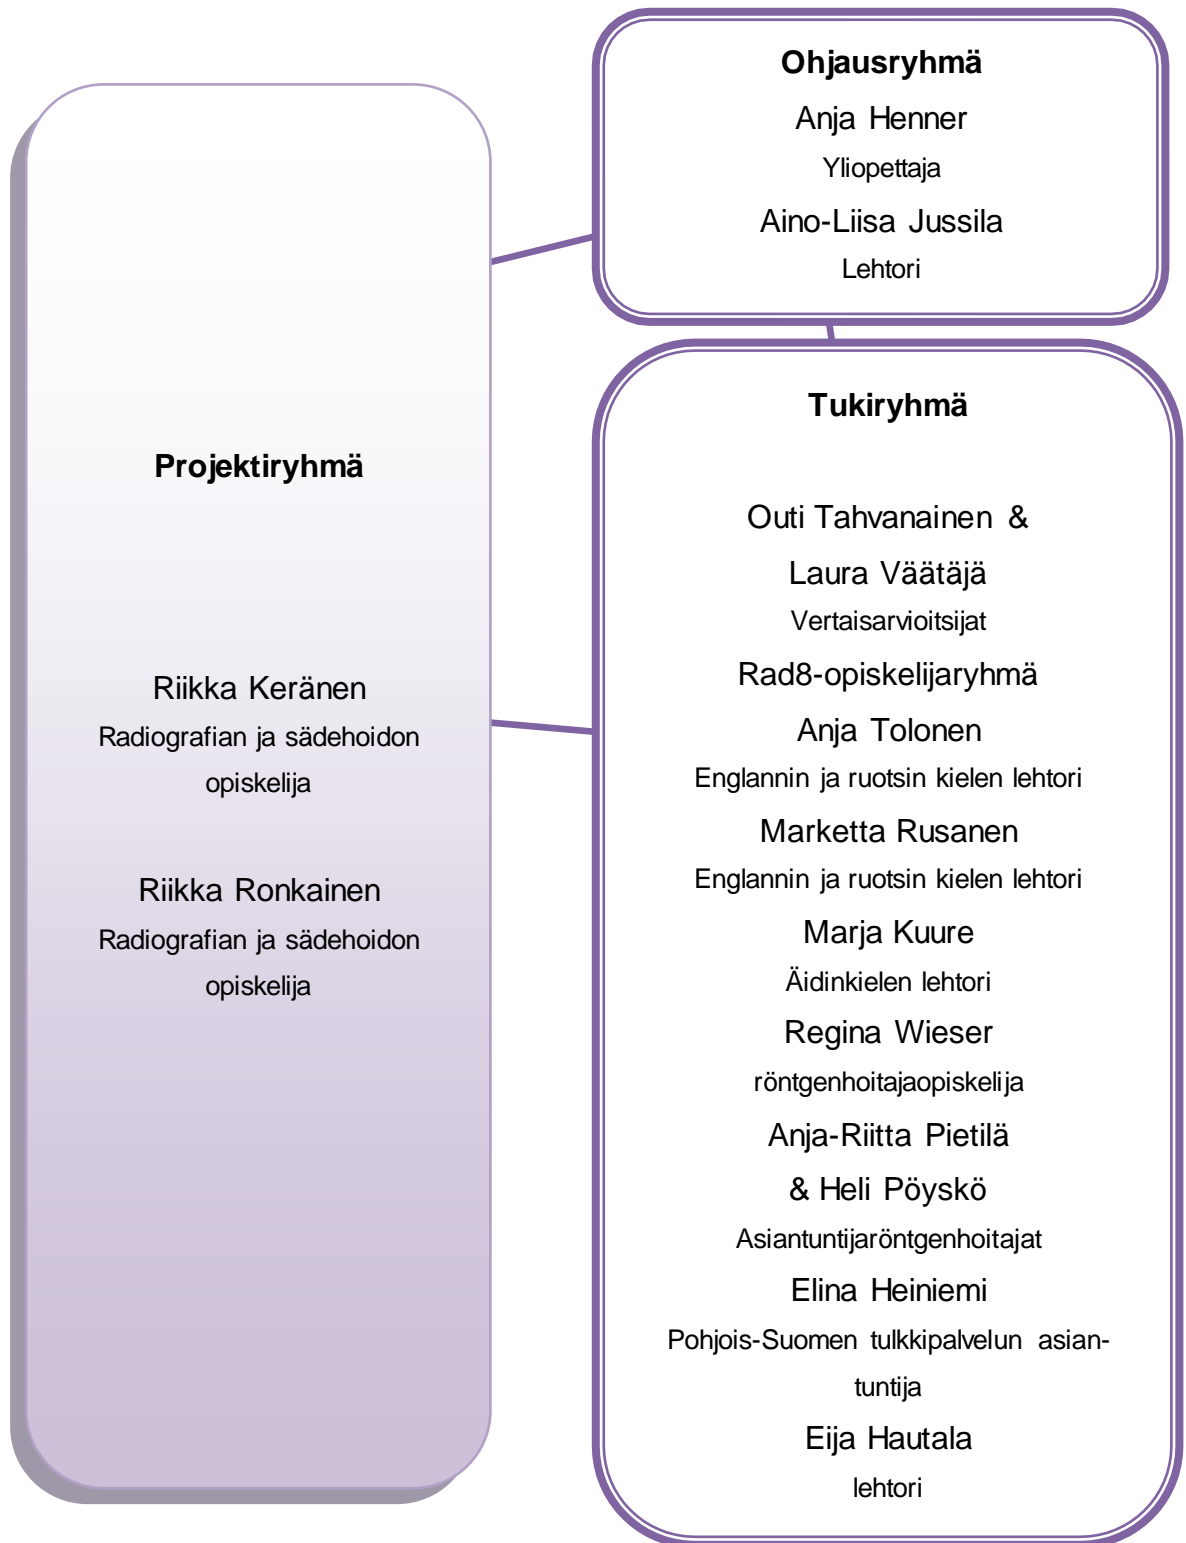 Projektiryhmä
Riikka Keränen
Radiografian ja sädehoidon
opiskelija
Riikka Ronkainen
Radiografian ja sädehoidon
opiskelija
Ohjausryhmä
Anja Henner
Yliopettaja
Aino-Liisa Jussila
Lehtori
Tukiryhmä
Outi Tahvanainen &
Laura Väätäjä
Vertaisarvioitsijat
Rad8-opiskelijaryhmä
Anja Tolonen
Englannin ja ruotsin kielen lehtori
Marketta Rusanen
Englannin ja ruotsin kielen lehtori
Marja Kuure
Äidinkielen lehtori
Regina Wieser
röntgenhoitajaopiskelija
Anja-Riitta Pietilä
& Heli Pöyskö
Asiantuntijaröntgenhoitajat
Elina Heiniemi
Pohjois-Suomen tulkkipalvelun asian-
tuntija
Eija Hautala
lehtori